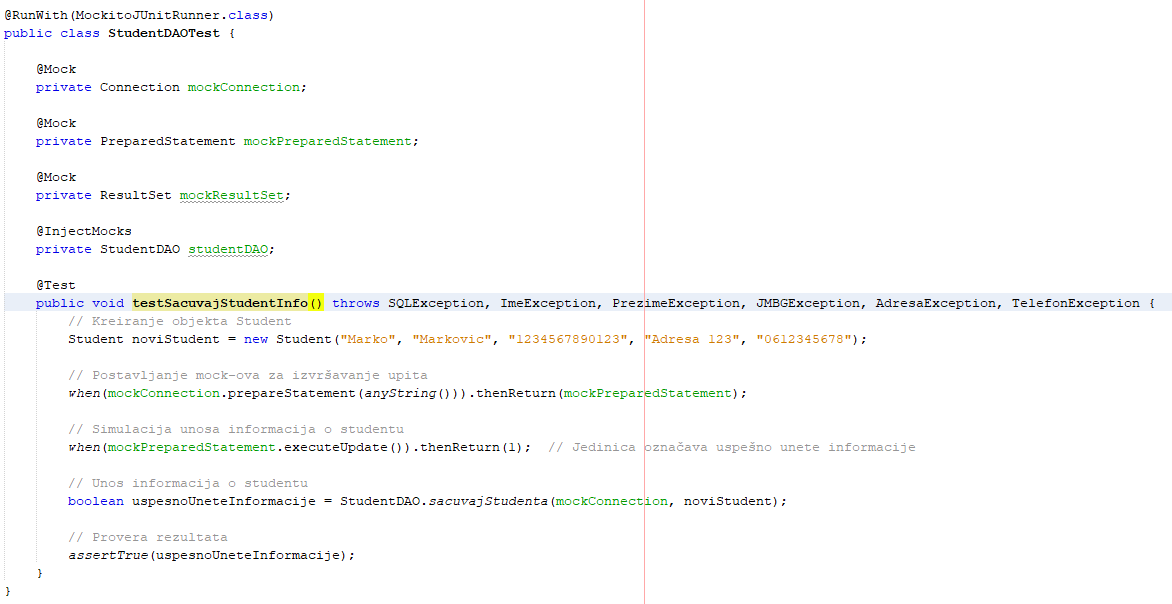 @RunWith(MockitoJUnitRunner.class)
public class StudentDAOTest {
@Mock
private Connection mockConnection;
@Mock
private PreparedStatement mockPreparedStatement;
@Mock
private ResultSet mockResultSet;
@InjectMocks
private StudentDAO studentDAO;
@Test
public void testSacuvajStudentInfo() throws SQLException, ImeException, PrezimeException, JMBGException, AdresaException, TelefonException {
// Kreiranje objekta Student
Student noviStudent = new Student("Marko", "Markovic", "1234567890123", "Adresa 123", "0612345678");
// Postavljanje mock-ova za izvršavanje upita
when(mockConnection.prepareStatement(anyString())).thenReturn(mockPreparedStatement);
// Simulacija unosa informacija o studentu
when(mockPreparedStatement.executeUpdate()).thenReturn(1);  // Jedinica označava uspešno unete informacije
// Unos informacija o studentu
boolean uspesnoUneteInformacije = StudentDAO.sacuvajStudenta(mockConnection, noviStudent);
// Provera rezultata
assertTrue(uspesnoUneteInformacije);
}
}